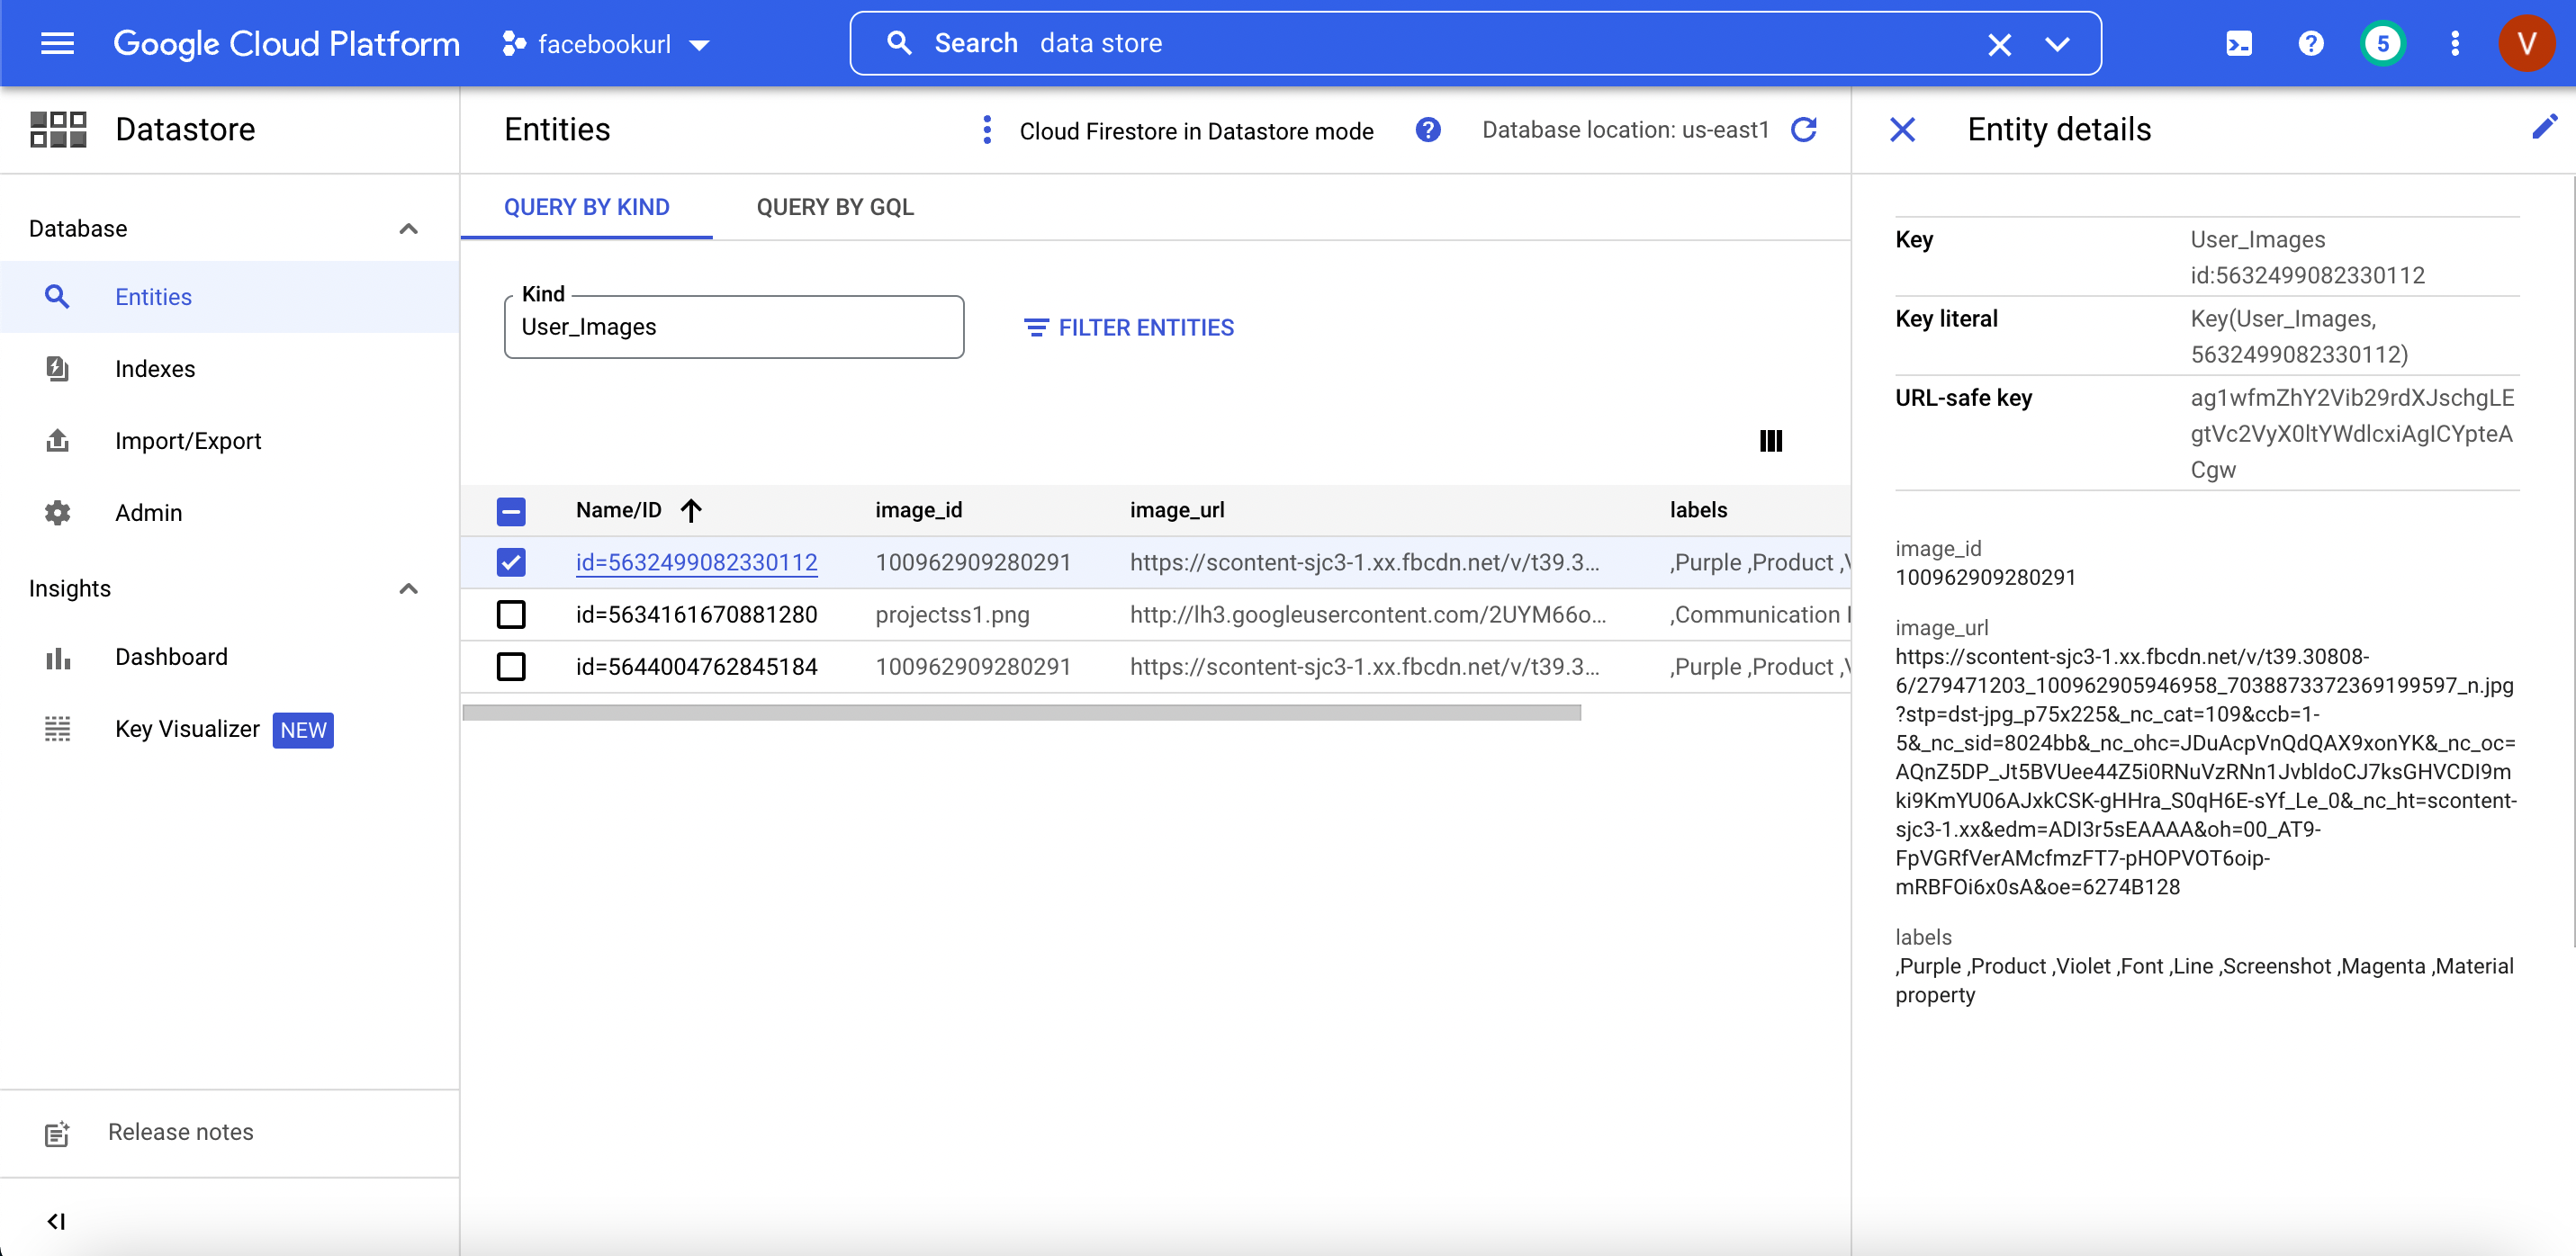 Google Cloud Platform
facebookurl
Search data store
5
V
Datastore
Database
Entities
Indexes
Import/Export
Admin
Insights
Dashboard
Key Visualizer NEW
Release notes
Entities
Cloud Firestore in Datastore mode
Database location: us-east1
QUERY BY KIND
QUERY BY GQL
Kind
User_Images
FILTER ENTITIES
Name/ID image_id image_url labels
id=5632499082330112 100962909280291 https://scontent-sjc3-1.xx.fbcdn.net/v/t39.3... ,Purple ,Product ,V
id=5634161670881280 projectss1.png http://lh3.googleusercontent.com/2UYM66o... ,Communication
id=5644004762845184 100962909280291 https://scontent-sjc3-1.xx.fbcdn.net/v/t39.3... ,Purple ,Product ,V
Entity details
Key User_Images
id:5632499082330112
Key literal Key(User_Images,
5632499082330112)
URL-safe key ag1wfmZhY2Vib29rdXJschgLE
gtVc2VyX0ltYWdlcxiAgICYpteA
Cgw
image_id
100962909280291
image_url
https://scontent-sjc3-1.xx.fbcdn.net/v/t39.30808-
6/279471203_100962905946958_7038873372369199597_n.jpg
?stp=dst-jpg_p75x225&_nc_cat=109&ccb=1-
5&_nc_sid=8024bb&_nc_ohc=JDuAcpVnQdQAX9xonYK&_nc_oc=
AQnZ5DP_Jt5BVUee44Z5i0RNuVzRNn1JvbldoCJ7ksGHVCDI9m
ki9KmYU06AJxkCSK-gHHra_S0qH6E-sYf_Le_0&_nc_ht=scontent-
sjc3-1.xx&edm=ADI3r5sEAAAA&oh=00_AT9-
FpVGRfVerAMcfmzFT7-pHOPVOT6oip-
mRBFOi6x0sA&oe=6274B128
labels
,Purple ,Product ,Violet ,Font ,Line ,Screenshot ,Magenta ,Material
property